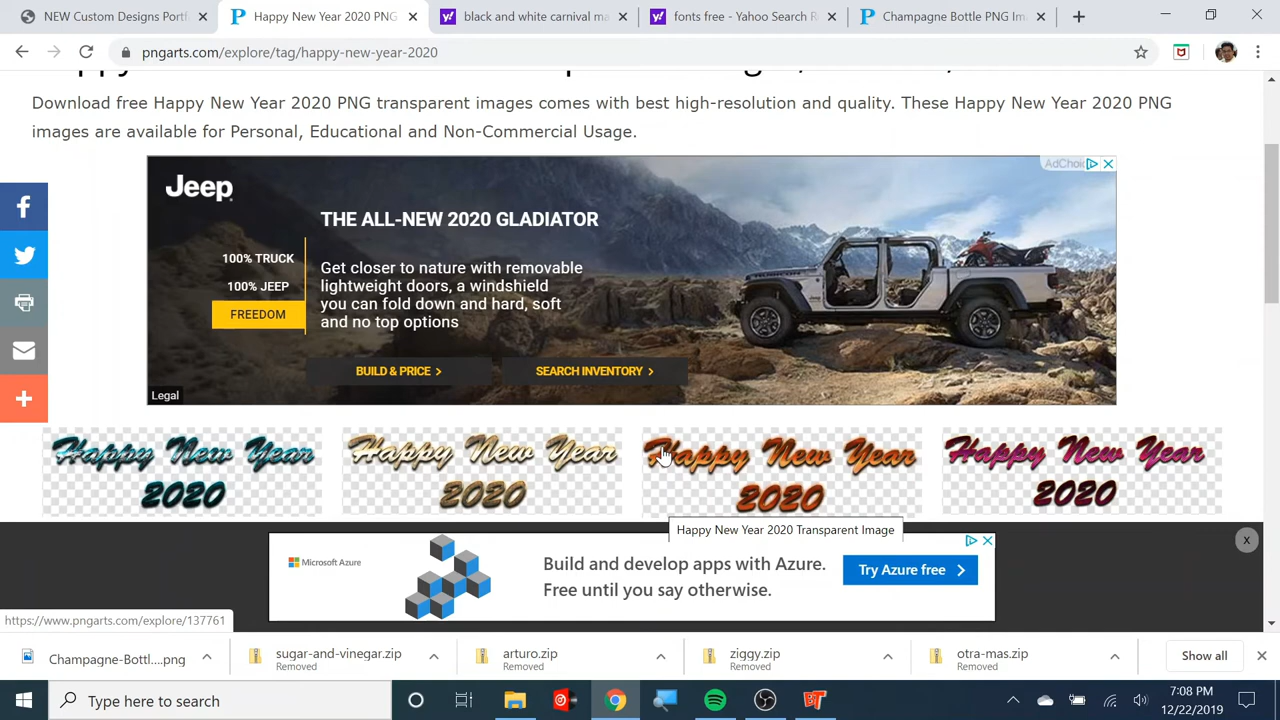 NEW Custom Designs Portf
Happy New Year 2020 PNG
black and white carnival ma
fonts free - Yahoo Search R
Champagne Bottle PNG Im
pngarts.com/explore/tag/happy-new-year-2020
Download free Happy New Year 2020 PNG transparent images comes with best high-resolution and quality. These Happy New Year 2020 PNG
images are available for Personal, Educational and Non-Commercial Usage.
AdChoic
Jeep
THE ALL-NEW 2020 GLADIATOR
100% TRUCK
100% JEEP
FREEDOM
Get closer to nature with removable
lightweight doors, a windshield
you can fold down and hard, soft
and no top options
BUILD & PRICE >
SEARCH INVENTORY >
Legal
Happy New Year
2020
Happy New Year
2020
Happy New Year
2020
Happy New Year
2020
Happy New Year 2020 Transparent Image
Microsoft Azure
Build and develop apps with Azure.
Free until you say otherwise.
Try Azure free >
x
https://www.pngarts.com/explore/137761
Champagne-Bottl....png
sugar-and-vinegar.zip
Removed
arturo.zip
Removed
ziggy.zip
Removed
otra-mas.zip
Removed
Show all
Type here to search
7:08 PM
12/22/2019